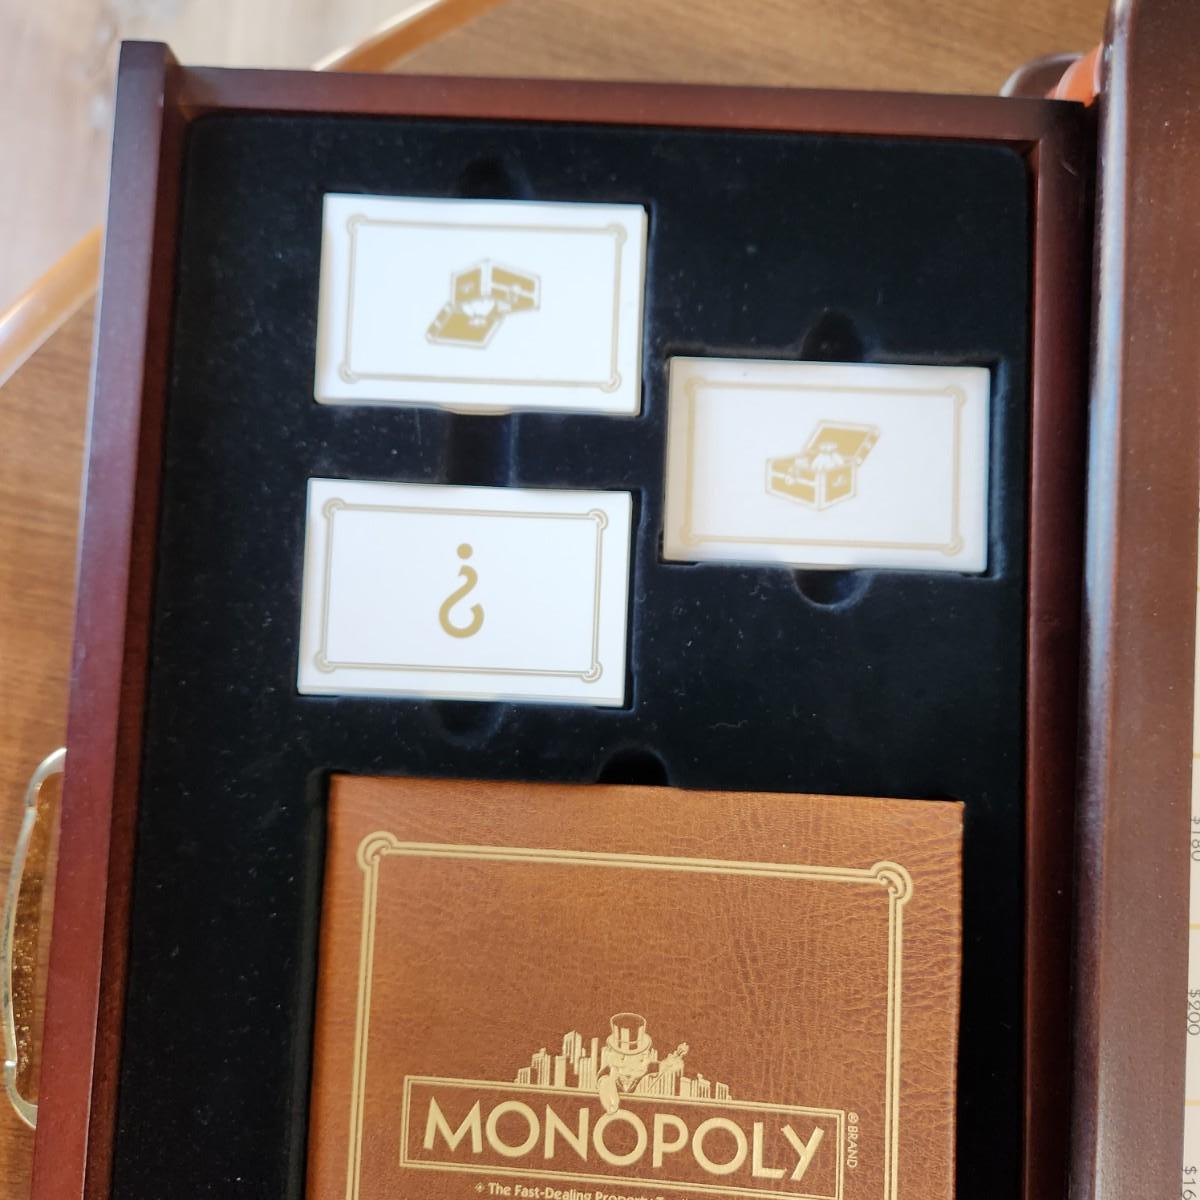 ?
MONOPOLY
® BRAND
The Fast-Dealing Property
$180
$200